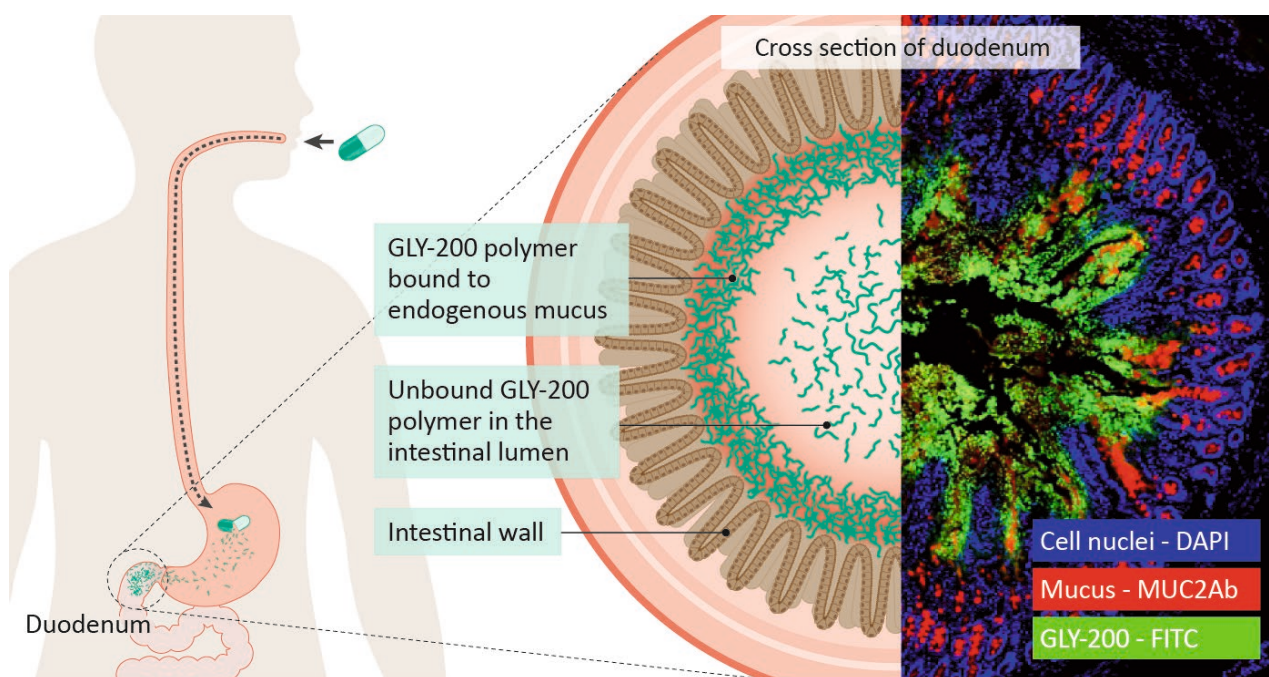 Cross section of duodenum
GLY-200 polymer
bound to
endogenous mucus
Unbound GLY-200
polymer in the
intestinal lumen
Intestinal wall
Duodenum
Cell nuclei - DAPI
Mucus - MUC2Ab
GLY-200 - FITC